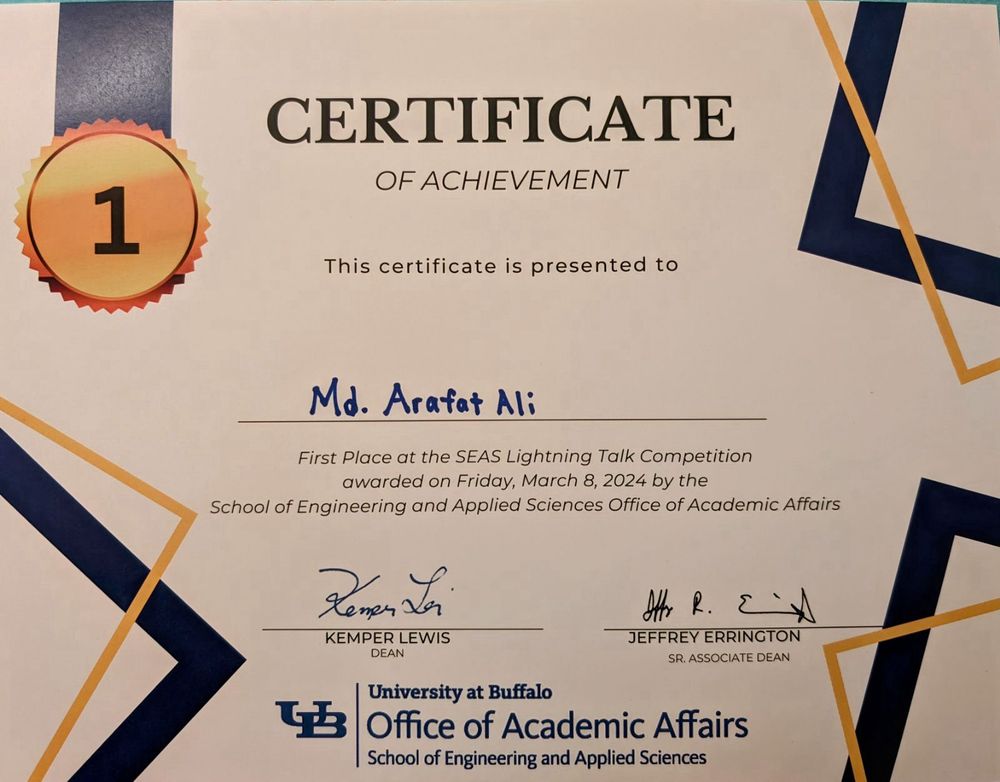 1
CERTIFICATE
OF ACHIEVEMENT
This certificate is presented to
Md. Arafat Ali
First Place at the SEAS Lightning Talk Competition
awarded on Friday, March 8, 2024 by the
School of Engineering and Applied Sciences Office of Academic Affairs
KEMPER LEWIS
DEAN
JEFFREY ERRINGTON
SR. ASSOCIATE DEAN
UB
University at Buffalo
Office of Academic Affairs
School of Engineering and Applied Sciences